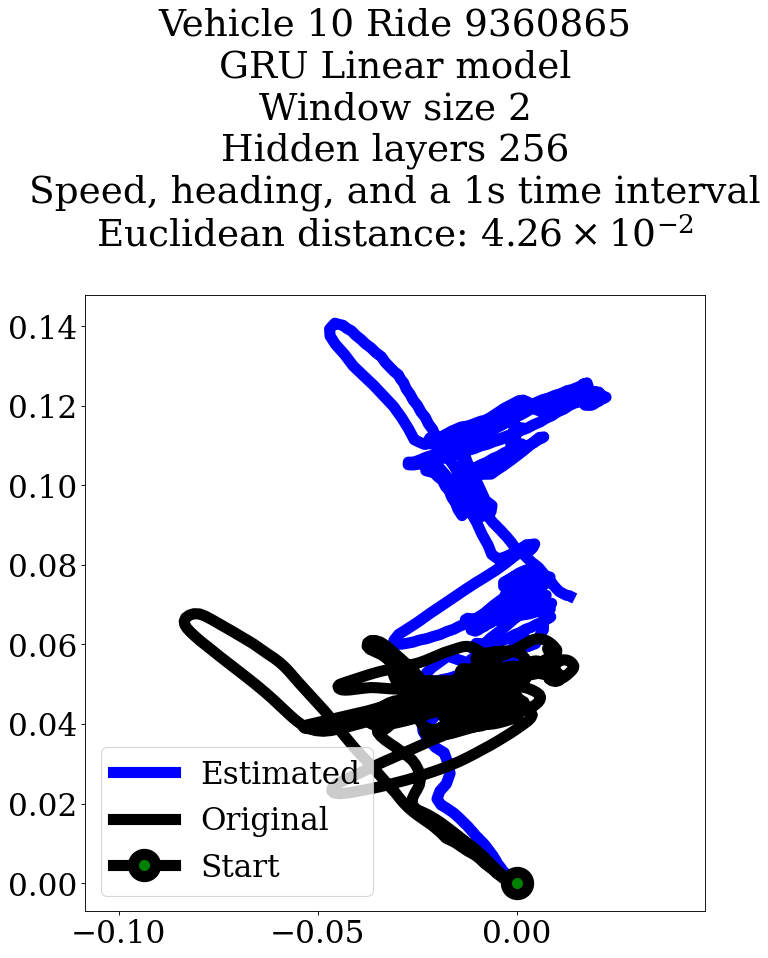 Vehicle 10 Ride 9360865
GRU Linear model
Window size 2
Hidden layers 256
Speed, heading, and a 1s time interval
Euclidean distance: 4.26 × 10⁻²
0.14
0.12
0.10
0.08
0.06
0.04
0.02
0.00
Estimated
Original
Start
−0.10
−0.05
0.00